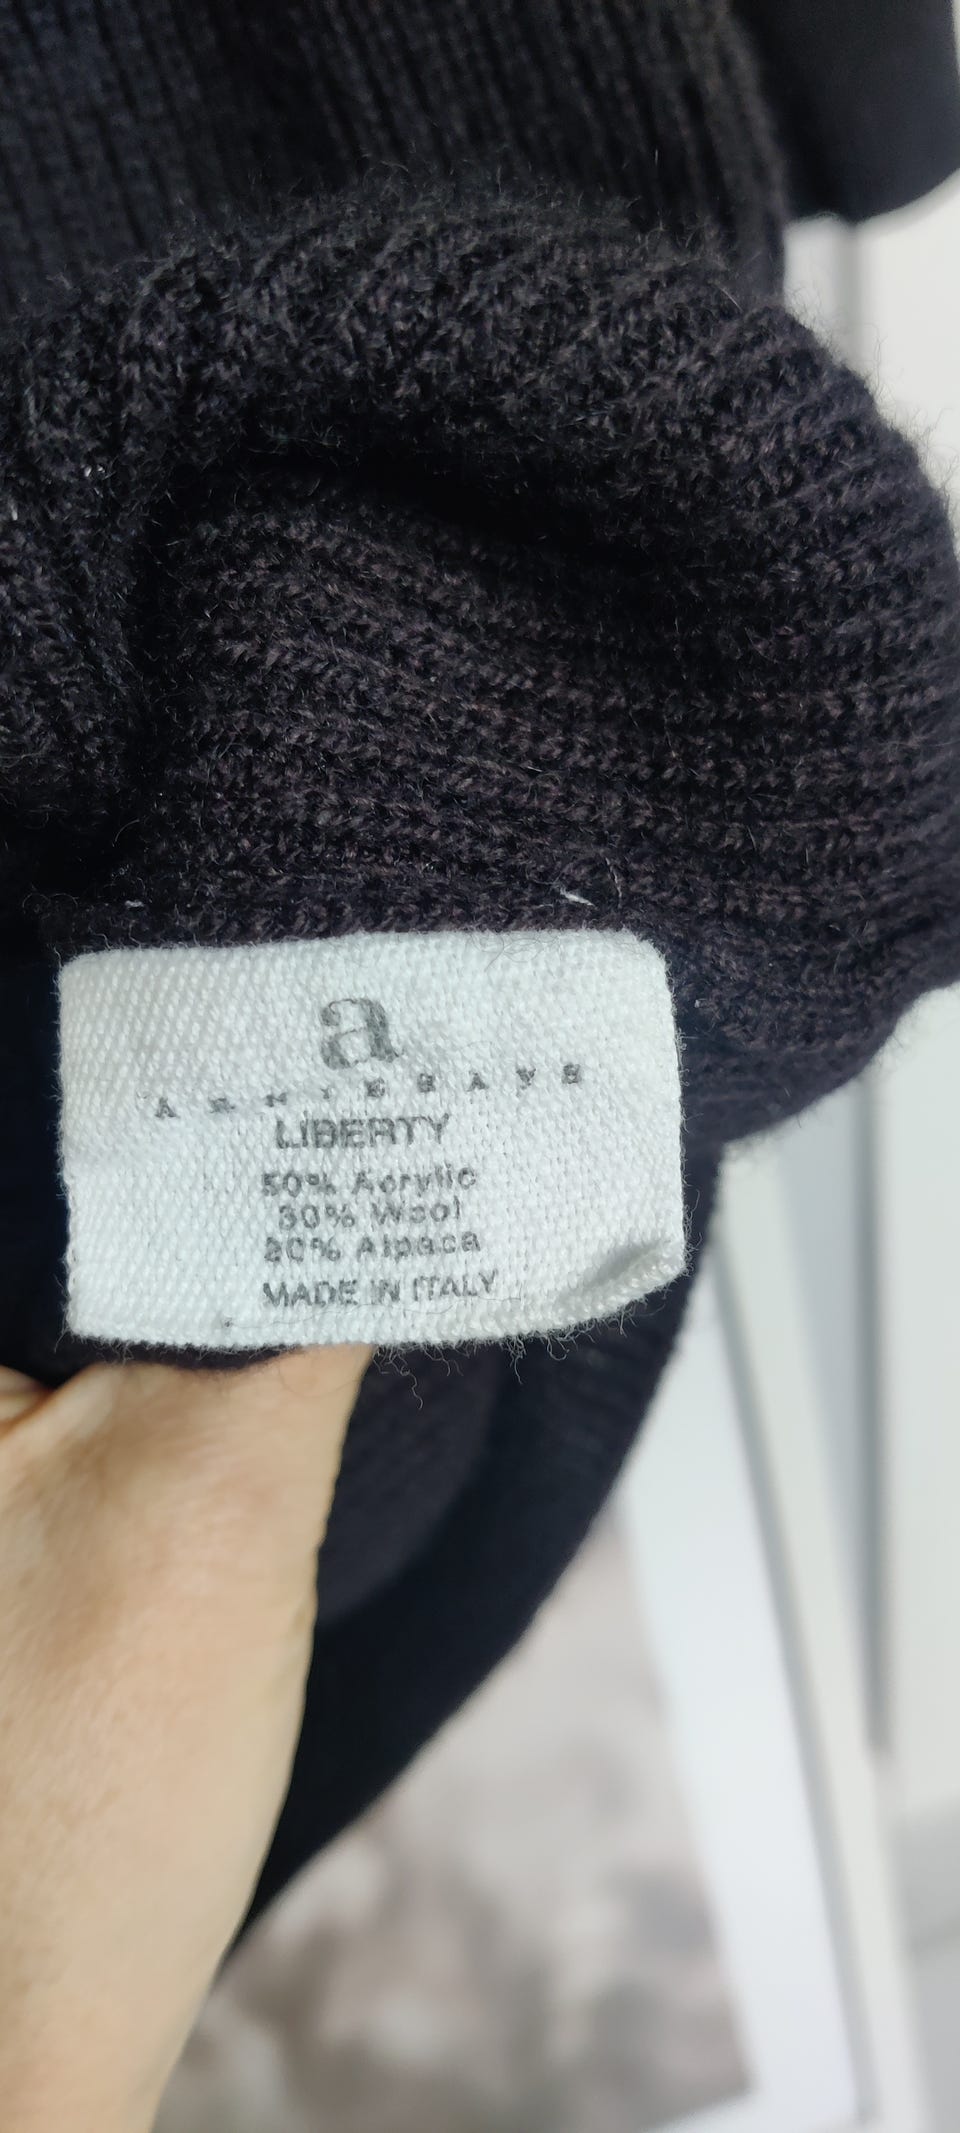 a
LIBERTY
50% Acrylic
30% Wool
20% Alpaca
MADE IN ITALY